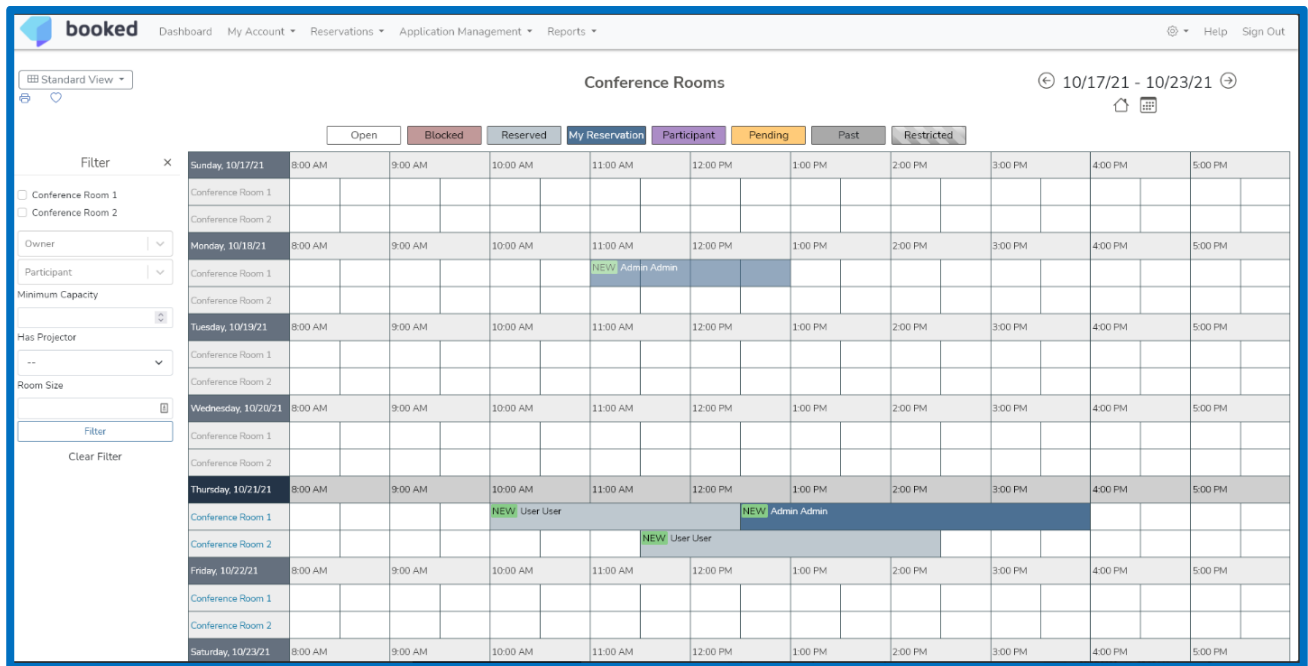 booked Dashboard My Account Reservations Application Management Reports Help Sign Out
Standard View
Conference Rooms
10/17/21 - 10/23/21
Open Blocked Reserved My Reservation Participant Pending Past Restricted
Filter
Conference Room 1
Conference Room 2
Owner
Participant
Minimum Capacity
Has Projector
--
Room Size
Filter
Clear Filter
Sunday, 10/17/21 8:00 AM 9:00 AM 10:00 AM 11:00 AM 12:00 PM 1:00 PM 2:00 PM 3:00 PM 4:00 PM 5:00 PM
Conference Room 1
Conference Room 2
Monday, 10/18/21 8:00 AM 9:00 AM 10:00 AM 11:00 AM 12:00 PM 1:00 PM 2:00 PM 3:00 PM 4:00 PM 5:00 PM
Conference Room 1 NEW Admin Admin
Conference Room 2
Tuesday, 10/19/21 8:00 AM 9:00 AM 10:00 AM 11:00 AM 12:00 PM 1:00 PM 2:00 PM 3:00 PM 4:00 PM 5:00 PM
Conference Room 1
Conference Room 2
Wednesday, 10/20/21 8:00 AM 9:00 AM 10:00 AM 11:00 AM 12:00 PM 1:00 PM 2:00 PM 3:00 PM 4:00 PM 5:00 PM
Conference Room 1
Conference Room 2
Thursday, 10/21/21 8:00 AM 9:00 AM 10:00 AM 11:00 AM 12:00 PM 1:00 PM 2:00 PM 3:00 PM 4:00 PM 5:00 PM
Conference Room 1 NEW User User NEW Admin Admin
Conference Room 2 NEW User User
Friday, 10/22/21 8:00 AM 9:00 AM 10:00 AM 11:00 AM 12:00 PM 1:00 PM 2:00 PM 3:00 PM 4:00 PM 5:00 PM
Conference Room 1
Conference Room 2
Saturday, 10/23/21 8:00 AM 9:00 AM 10:00 AM 11:00 AM 12:00 PM 1:00 PM 2:00 PM 3:00 PM 4:00 PM 5:00 PM